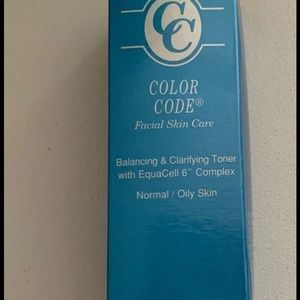 CC
COLOR
CODE®
Facial Skin Care
Balancing & Clarifying Toner
with EquaCell 6™ Complex
Normal / Oily Skin